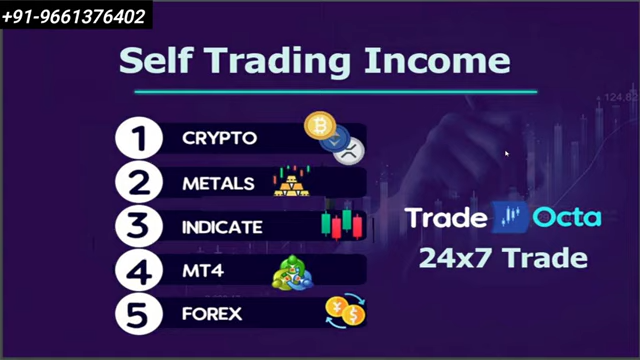 +91-9661376402
Self Trading Income
1 CRYPTO
2 METALS
3 INDICATE
4 MT4
5 FOREX
Trade Octa
24x7 Trade